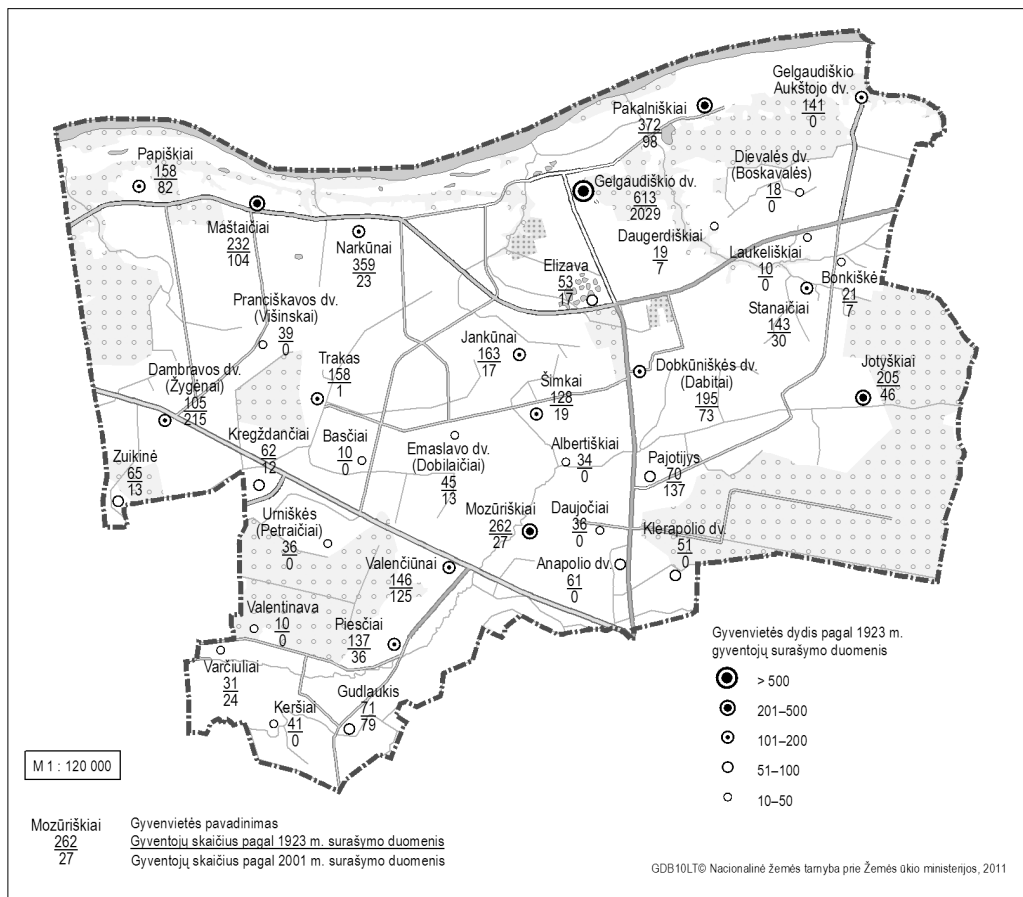 Gelgaudiškio
Aukštojo dv.
141
0
Pakalniškiai
372
98
Papiškiai
158
82
Dievalės dv.
(Boskavalės)
18
0
Gelgaudiškio dv.
613
2029
Maštaičiai
232
104
Narkūnai
359
23
Daugerdiškiai
19
7
Laukeliškiai
10
0
Bonkiškė
21
7
Elizava
53
17
Stanaičiai
143
30
Pranciškavos dv.
(Višinskai)
39
0
Jankūnai
163
17
Trakas
158
1
Dambravos dv.
(Žygėnai)
105
215
Šimkai
128
19
Dobkūniškės dv.
(Dabitai)
195
73
Jotyškiai
205
46
Kregždančiai
62
12
Basčiai
10
0
Emaslavo dv.
(Dobilaičiai)
45
13
Albertiškiai
34
0
Pajotijys
70
137
Zuikinė
65
13
Urniškės
(Petraičiai)
36
0
Mozūriškiai
262
27
Daujočiai
36
0
Klerapolio dv.
51
0
Valenčiūnai
146
125
Anapolio dv.
61
0
Valentinava
10
0
Piesčiai
137
36
Varčiuliai
31
24
Keršiai
41
0
Gudlaukis
71
79
Gyvenvietės dydis pagal 1923 m.
gyventojų surašymo duomenis
> 500
201–500
101–200
51–100
10–50
M 1 : 120 000
Mozūriškiai
262
27
Gyvenvietės pavadinimas
Gyventojų skaičius pagal 1923 m. surašymo duomenis
Gyventojų skaičius pagal 2001 m. surašymo duomenis
GDB10LT© Nacionalinė žemės tarnyba prie Žemės ūkio ministerijos, 2011